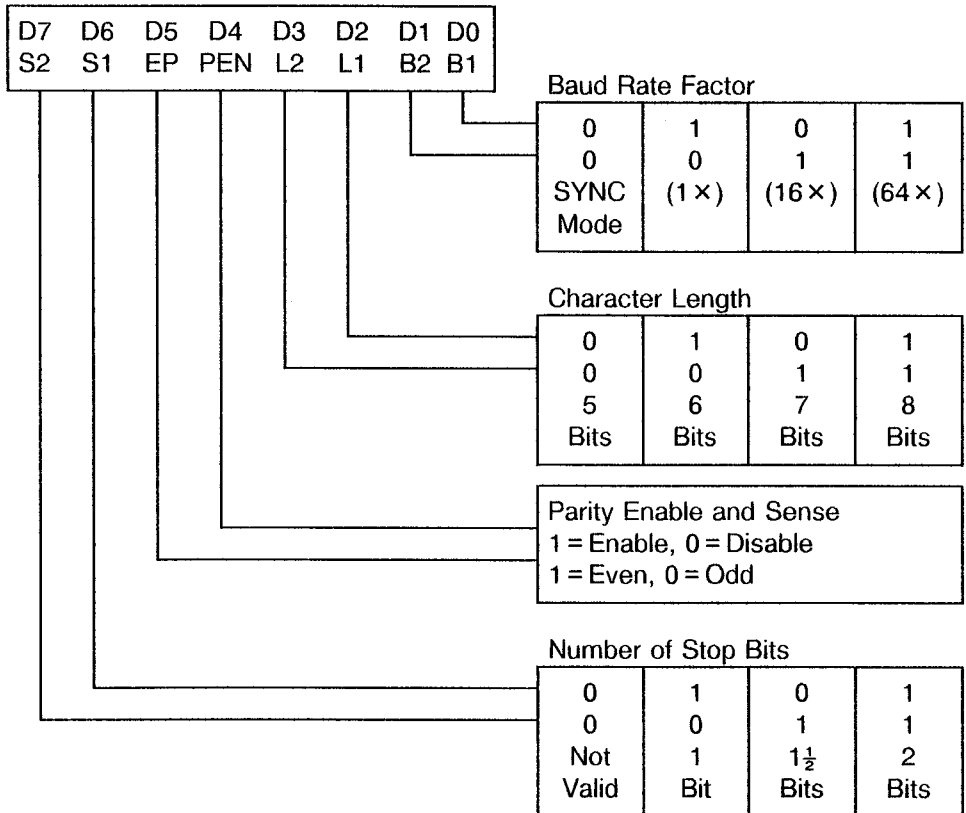 D7 D6 D5 D4 D3 D2 D1 D0
S2 S1 EP PEN L2 L1 B2 B1
Baud Rate Factor
0 1 0 1
0 0 1 1
SYNC (1×) (16×) (64×)
Mode
Character Length
0 1 0 1
0 0 1 1
5 6 7 8
Bits Bits Bits Bits
Parity Enable and Sense
1 = Enable, 0 = Disable
1 = Even, 0 = Odd
Number of Stop Bits
0 1 0 1
0 0 1 1
Not 1 1½ 2
Valid Bit Bits Bits